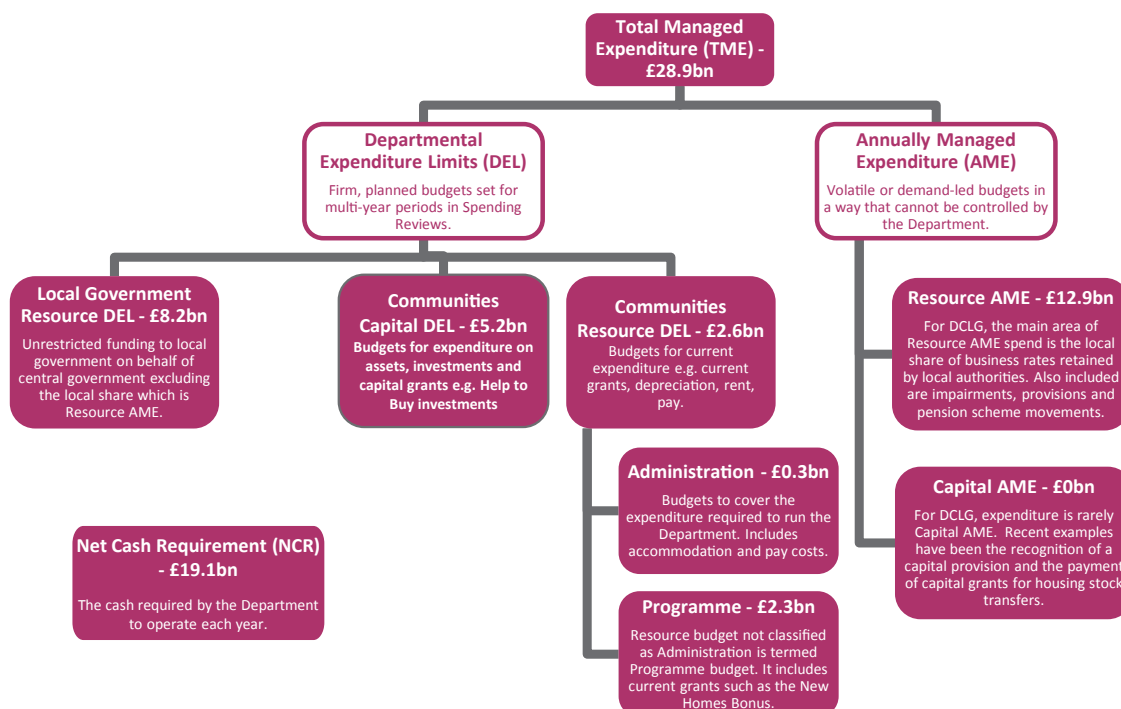 Total Managed
Expenditure (TME) -
£28.9bn
Departmental
Expenditure Limits (DEL)
Firm, planned budgets set for
multi-year periods in Spending
Reviews.
Annually Managed
Expenditure (AME)
Volatile or demand-led budgets in
a way that cannot be controlled by
the Department.
Local Government
Resource DEL - £8.2bn
Unrestricted funding to local
government on behalf of
central government excluding
the local share which is
Resource AME.
Communities
Capital DEL - £5.2bn
Budgets for expenditure on
assets, investments and
capital grants e.g. Help to
Buy investments
Communities
Resource DEL - £2.6bn
Budgets for current
expenditure e.g. current
grants, depreciation, rent,
pay.
Resource AME - £12.9bn
For DCLG, the main area of
Resource AME spend is the local
share of business rates retained
by local authorities. Also included
are impairments, provisions and
pension scheme movements.
Administration - £0.3bn
Budgets to cover the
expenditure required to run the
Department. Includes
accommodation and pay costs.
Capital AME - £0bn
For DCLG, expenditure is rarely
Capital AME. Recent examples
have been the recognition of a
capital provision and the payment
of capital grants for housing stock
transfers.
Net Cash Requirement (NCR)
- £19.1bn
The cash required by the Department
to operate each year.
Programme - £2.3bn
Resource budget not classified
as Administration is termed
Programme budget. It includes
current grants such as the New
Homes Bonus.